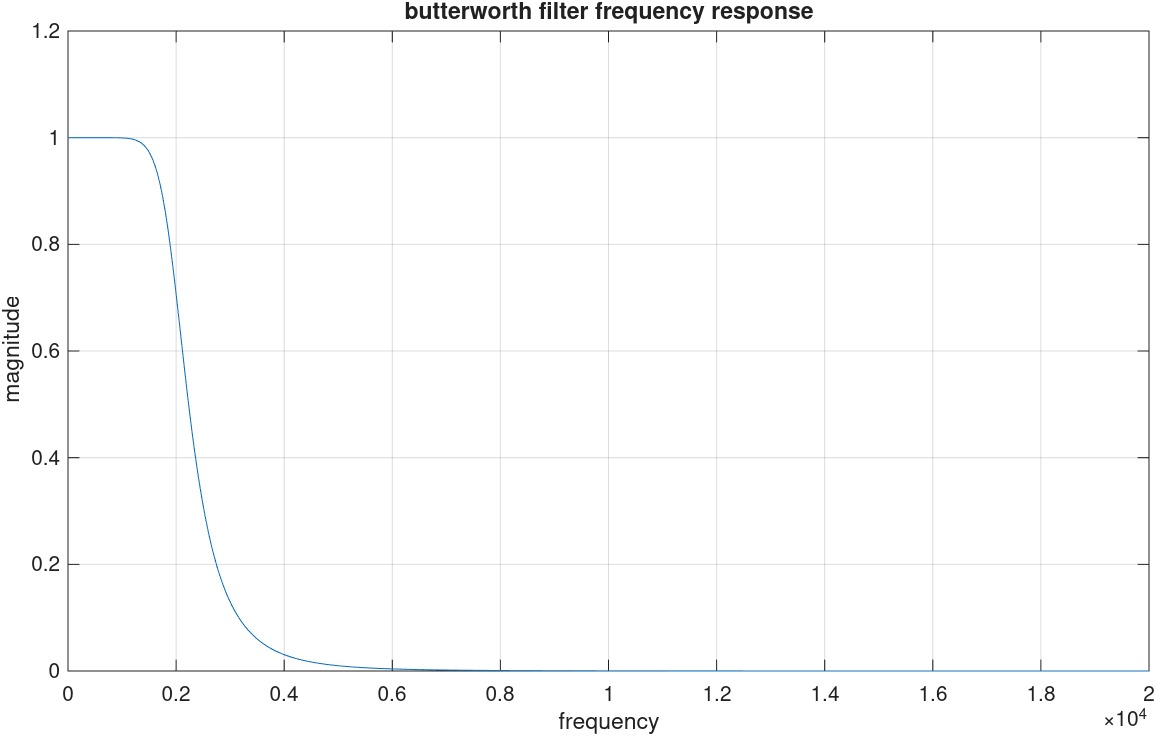 butterworth filter frequency response
1.2
1
0.8
0.6
0.4
0.2
0
magnitude
0 0.2 0.4 0.6 0.8 1 1.2 1.4 1.6 1.8 2
×10⁴
frequency